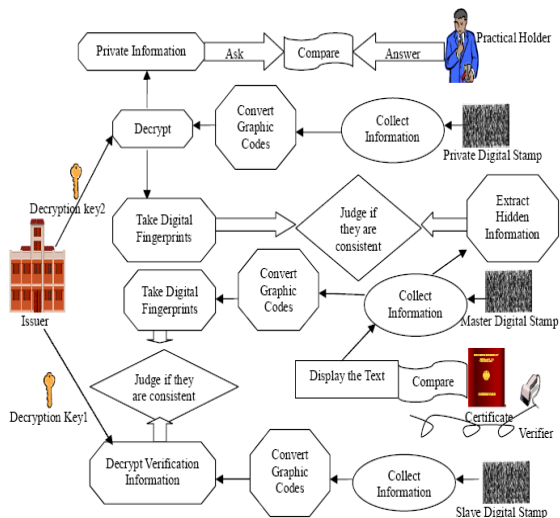 Private Information
Ask
Compare
Answer
Practical Holder
Decrypt
Convert
Graphic
Codes
Collect
Information
Private Digital Stamp
Decryption key2
Take Digital
Fingerprints
Judge if
they are
consistent
Extract
Hidden
Information
Issuer
Take Digital
Fingerprints
Convert
Graphic
Codes
Collect
Information
Master Digital Stamp
Judge if they
are consistent
Display the Text
Compare
Certificate
Verifier
Decryption Key1
Decrypt Verification
Information
Convert
Graphic
Codes
Collect
Information
Slave Digital Stamp